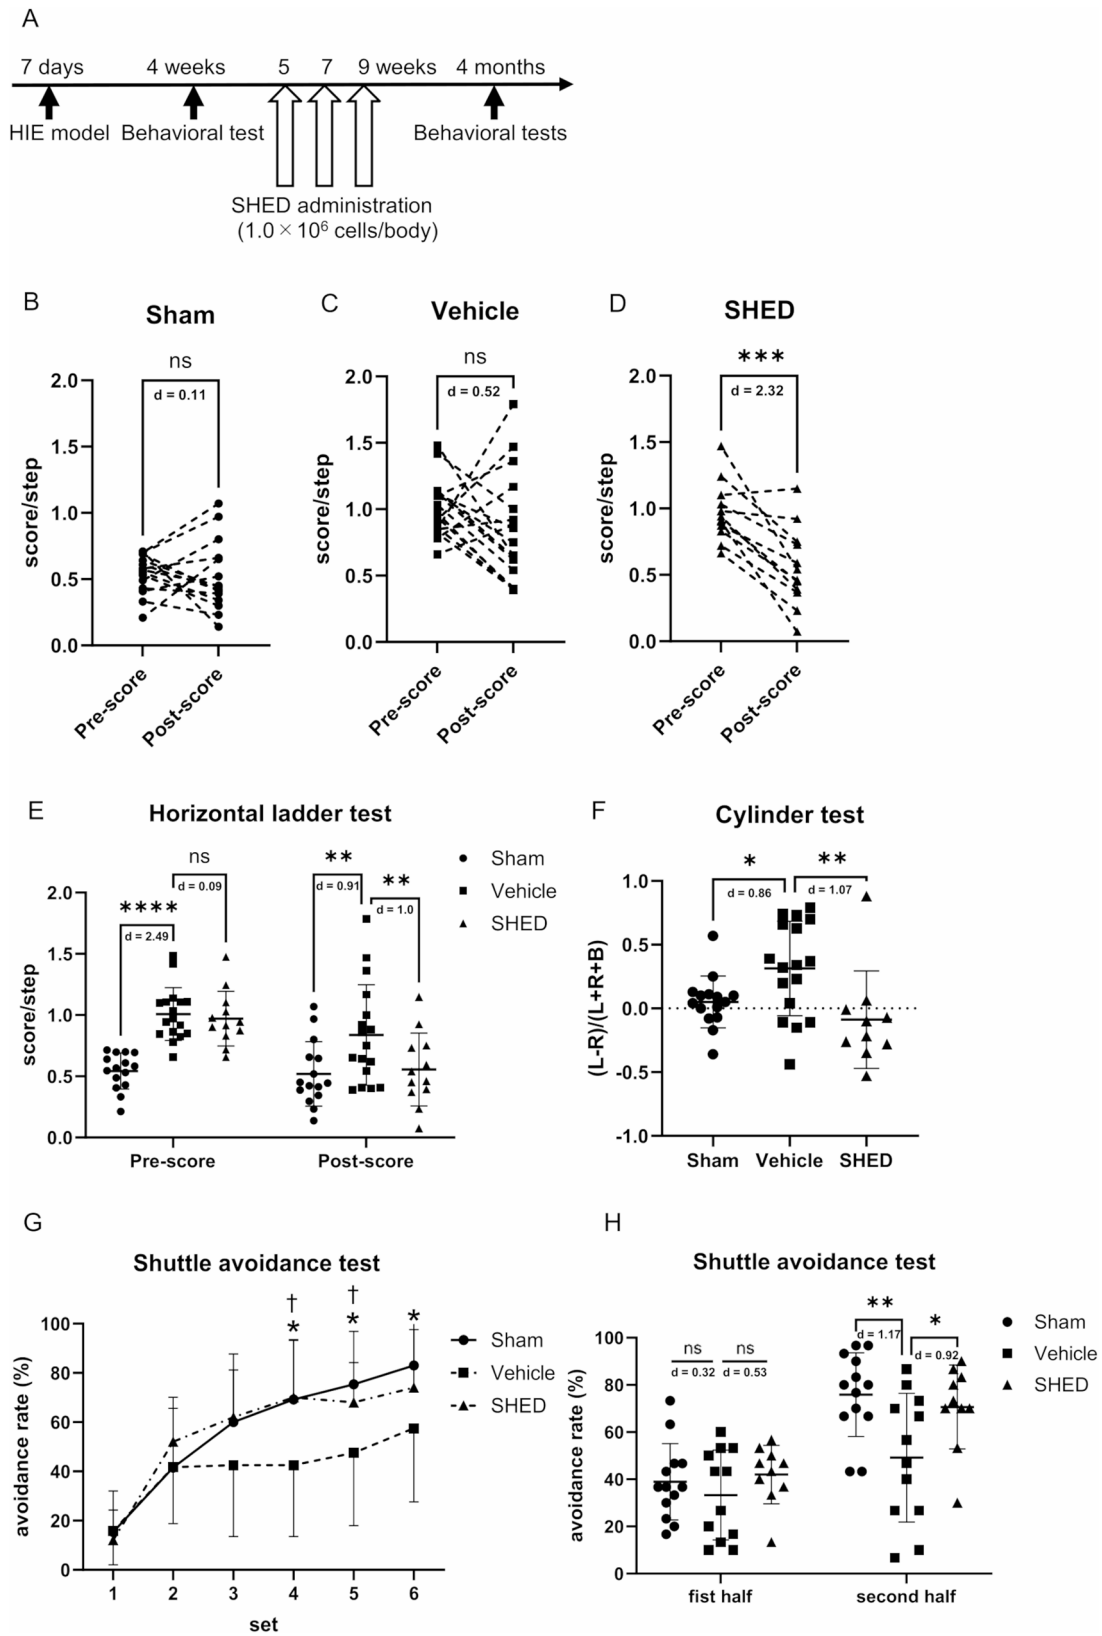 A
7 days 4 weeks 5 7 9 weeks 4 months
HIE model Behavioral test Behavioral tests
SHED administration
(1.0 × 10⁶ cells/body)
B
Sham
ns
d = 0.11
2.0
1.5
1.0
0.5
0.0
score/step
Pre-score
Post-score
C
Vehicle
ns
d = 0.52
2.0
1.5
1.0
0.5
0.0
score/step
Pre-score
Post-score
D
SHED
***
d = 2.32
2.0
1.5
1.0
0.5
0.0
score/step
Pre-score
Post-score
E
Horizontal ladder test
ns
d = 0.09
****
d = 2.49
**
d = 0.91
**
d = 1.0
Sham
Vehicle
SHED
2.0
1.5
1.0
0.5
0.0
score/step
Pre-score
Post-score
F
Cylinder test
*
d = 0.86
**
d = 1.07
1.0
0.5
0.0
-0.5
-1.0
(L-R)/(L+R+B)
Sham Vehicle SHED
G
Shuttle avoidance test
† †
* * *
100
80
60
40
20
0
avoidance rate (%)
1 2 3 4 5 6
set
Sham
Vehicle
SHED
H
Shuttle avoidance test
ns
d = 0.32
ns
d = 0.53
**
d = 1.17
*
d = 0.92
Sham
Vehicle
SHED
100
80
60
40
20
0
avoidance rate (%)
fist half
second half